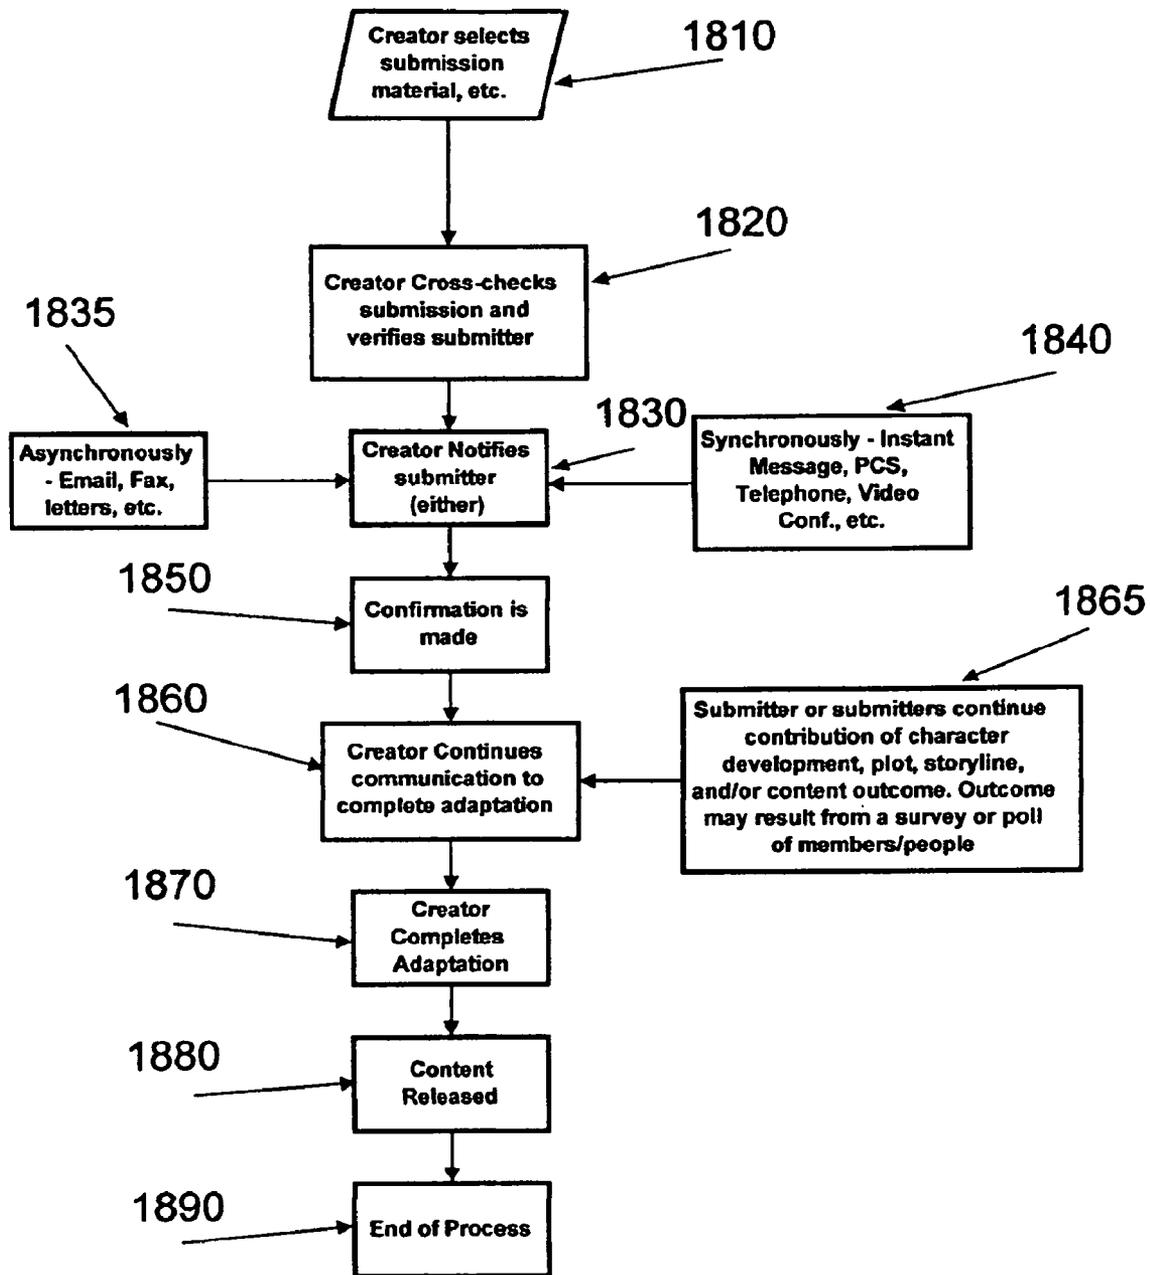 Creator selects
submission
material, etc.
1810
1820
Creator Cross-checks
submission and
verifies submitter
1835
1840
Asynchronously
- Email, Fax,
letters, etc.
Creator Notifies
submitter
(either)
1830
Synchronously - Instant
Message, PCS,
Telephone, Video
Conf., etc.
1850
Confirmation is
made
1865
1860
Creator Continues
communication to
complete adaptation
Submitter or submitters continue
contribution of character
development, plot, storyline,
and/or content outcome. Outcome
may result from a survey or poll
of members/people
1870
Creator
Completes
Adaptation
1880
Content
Released
1890
End of Process